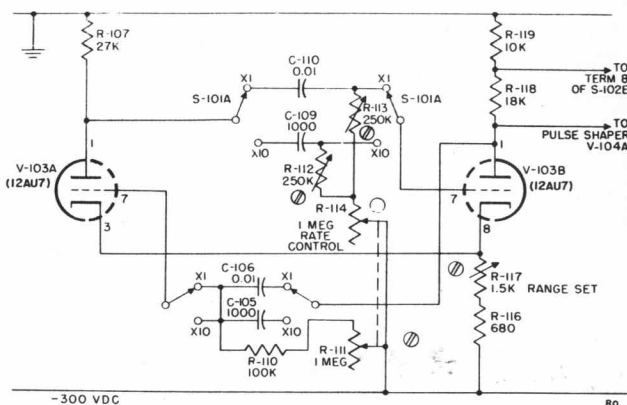 R-107
27K
C-110
0.01
X1
X1
S-101A
S-101A
R-113
250K
C-109
1000
X10
X10
R-112
250K
R-114
1 MEG
RATE
CONTROL
R-119
10K
TO
TERM 8
OF S-102B
R-118
18K
TO
PULSE SHAPER
V-104A
1
V-103A
(12AU7)
7
3
1
V-103B
(12AU7)
7
8
R-117
1.5K RANGE SET
R-116
680
X1
C-106
0.01
X1
C-105
1000
X10
X10
R-110
100K
R-111
1 MEG
-300 VDC